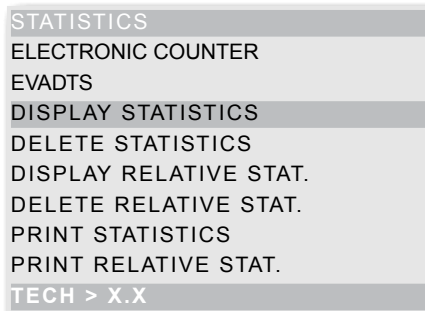 STATISTICS
ELECTRONIC COUNTER
EVADTS
DISPLAY STATISTICS
DELETE STATISTICS
DISPLAY RELATIVE STAT.
DELETE RELATIVE STAT.
PRINT STATISTICS
PRINT RELATIVE STAT.
TECH > X.X